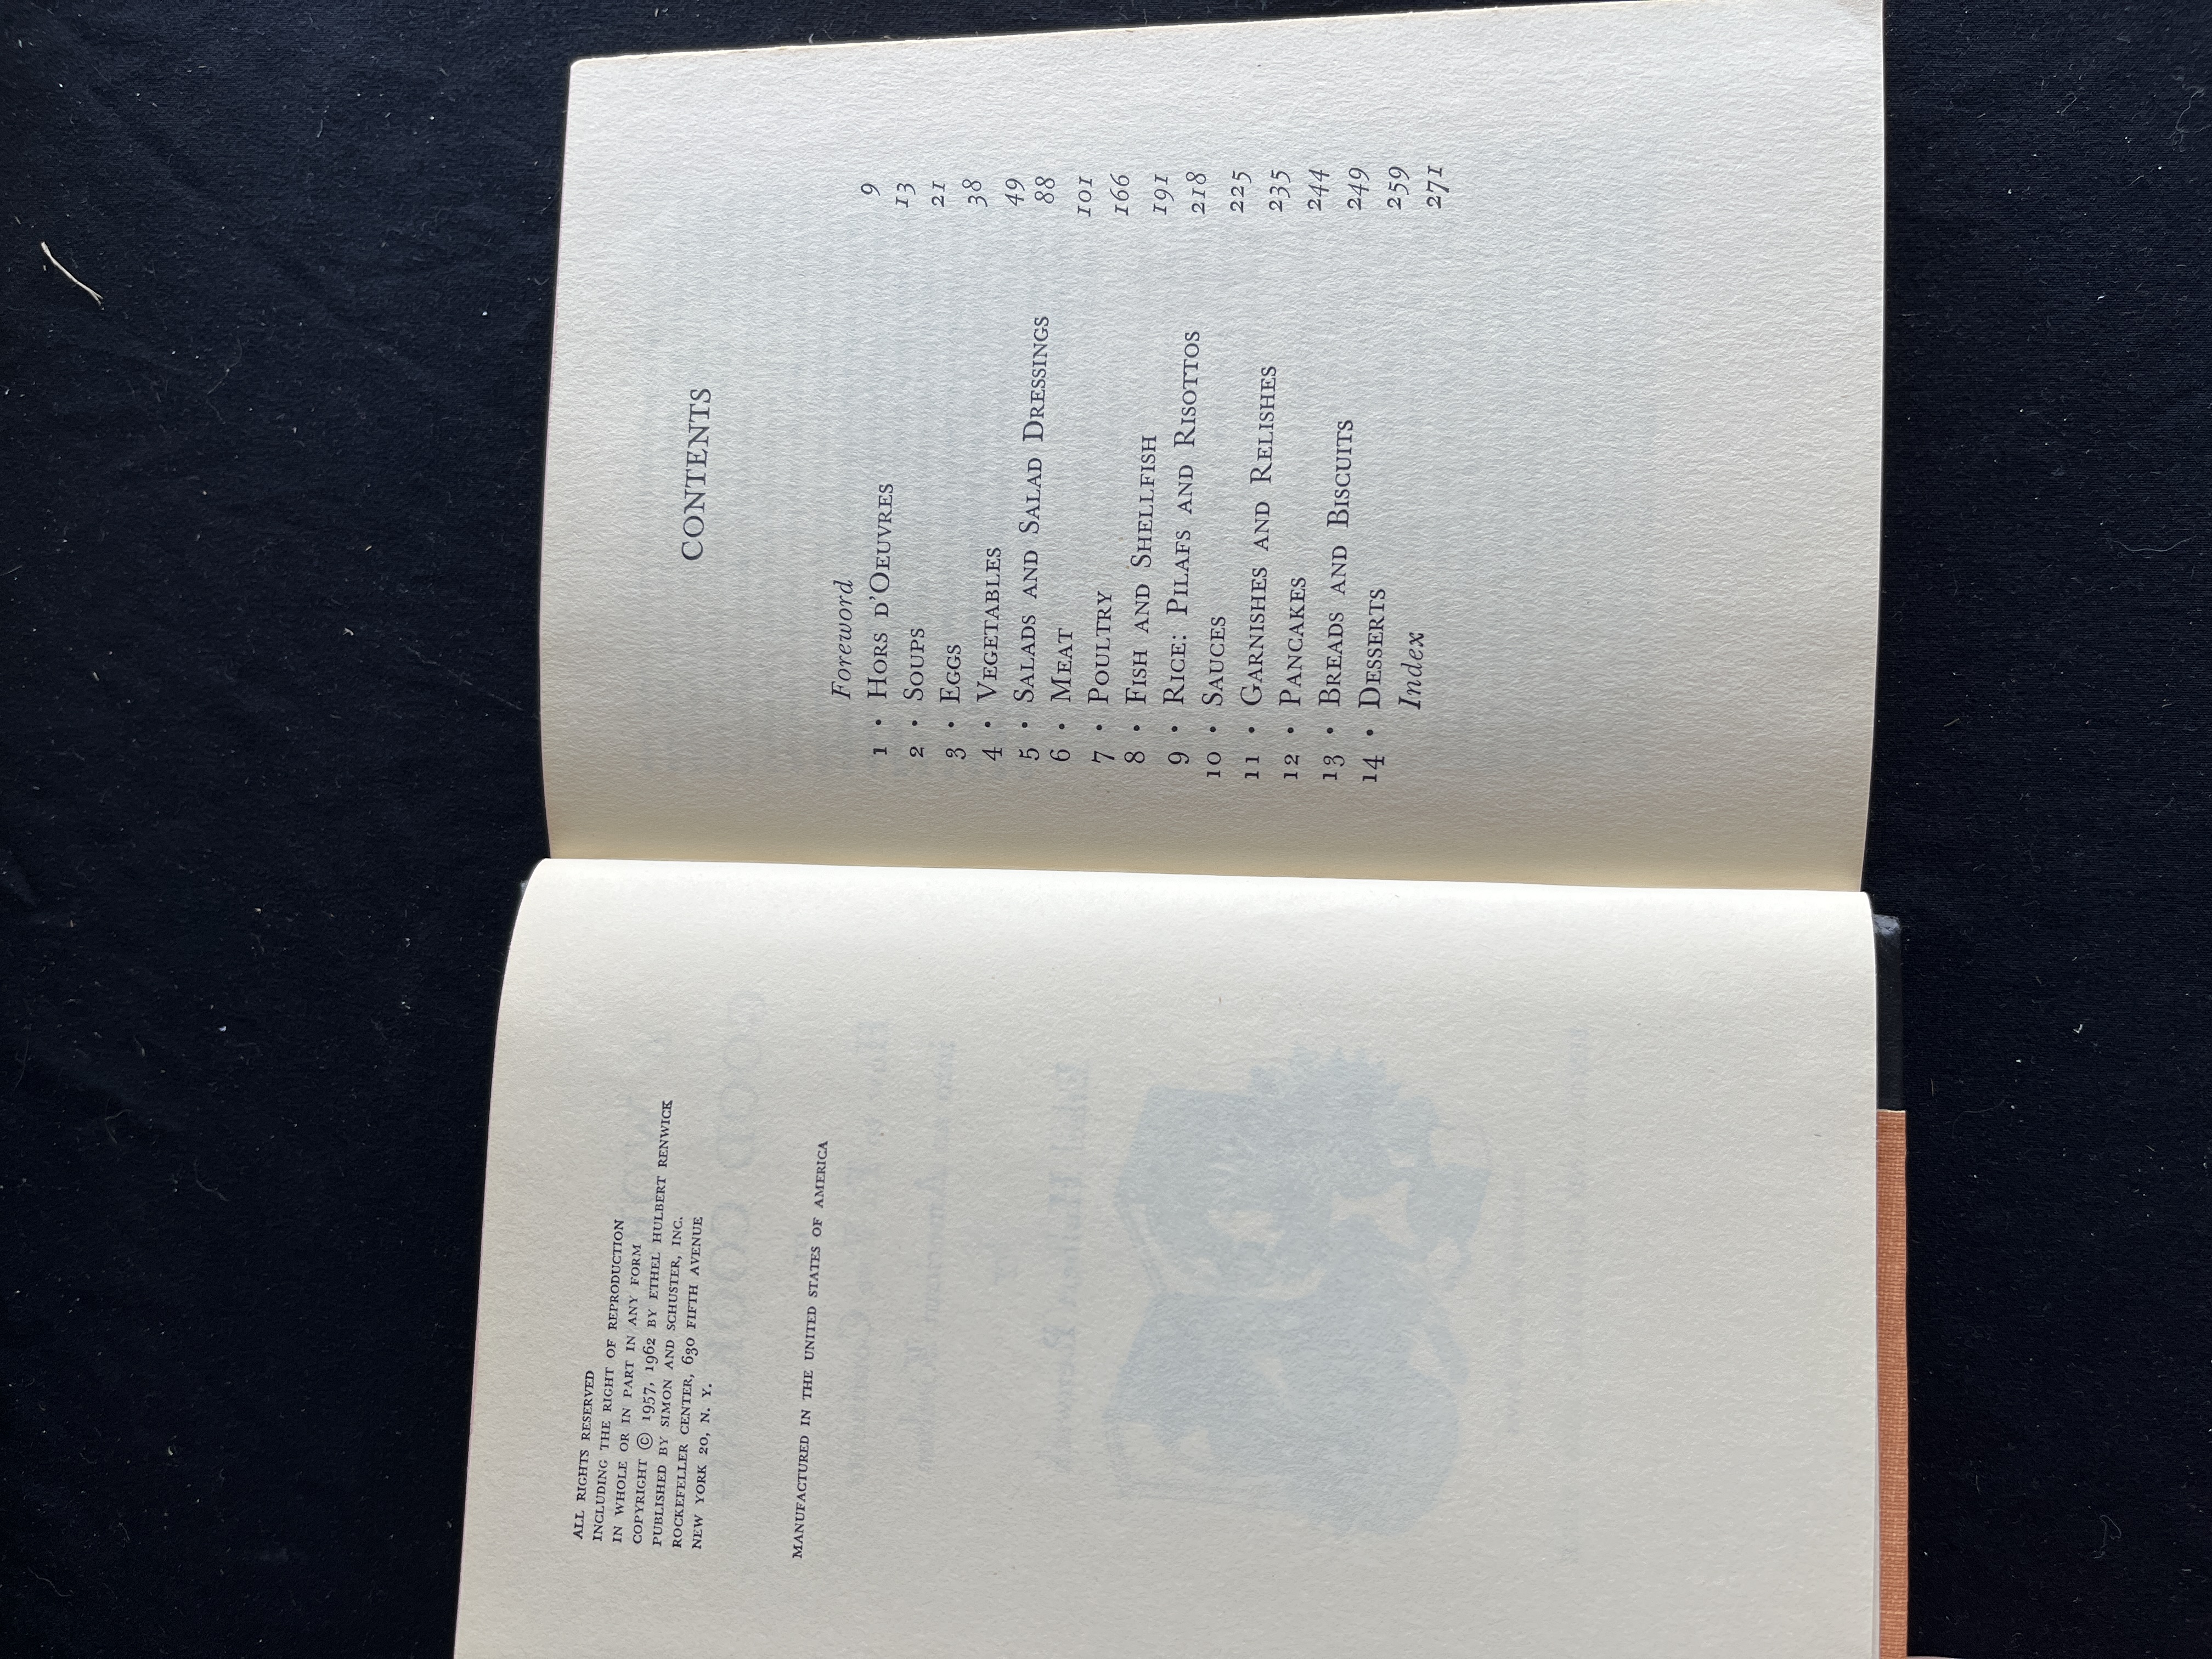 ALL RIGHTS RESERVED
INCLUDING THE RIGHT OF REPRODUCTION
IN WHOLE OR IN PART IN ANY FORM
COPYRIGHT © 1957, 1962 BY ETHEL HULBERT RENWICK
PUBLISHED BY SIMON AND SCHUSTER, INC.
ROCKEFELLER CENTER, 630 FIFTH AVENUE
NEW YORK 20, N. Y.
MANUFACTURED IN THE UNITED STATES OF AMERICA
CONTENTS
Foreword 9
1 • HORS D'OEUVRES 13
2 • SOUPS 21
3 • EGGS 38
4 • VEGETABLES 49
5 • SALADS AND SALAD DRESSINGS 88
6 • MEAT 101
7 • POULTRY 166
8 • FISH AND SHELLFISH 191
9 • RICE: PILAFS AND RISOTTOS 218
10 • SAUCES 225
11 • GARNISHES AND RELISHES 235
12 • PANCAKES 244
13 • BREADS AND BISCUITS 249
14 • DESSERTS 259
Index 271